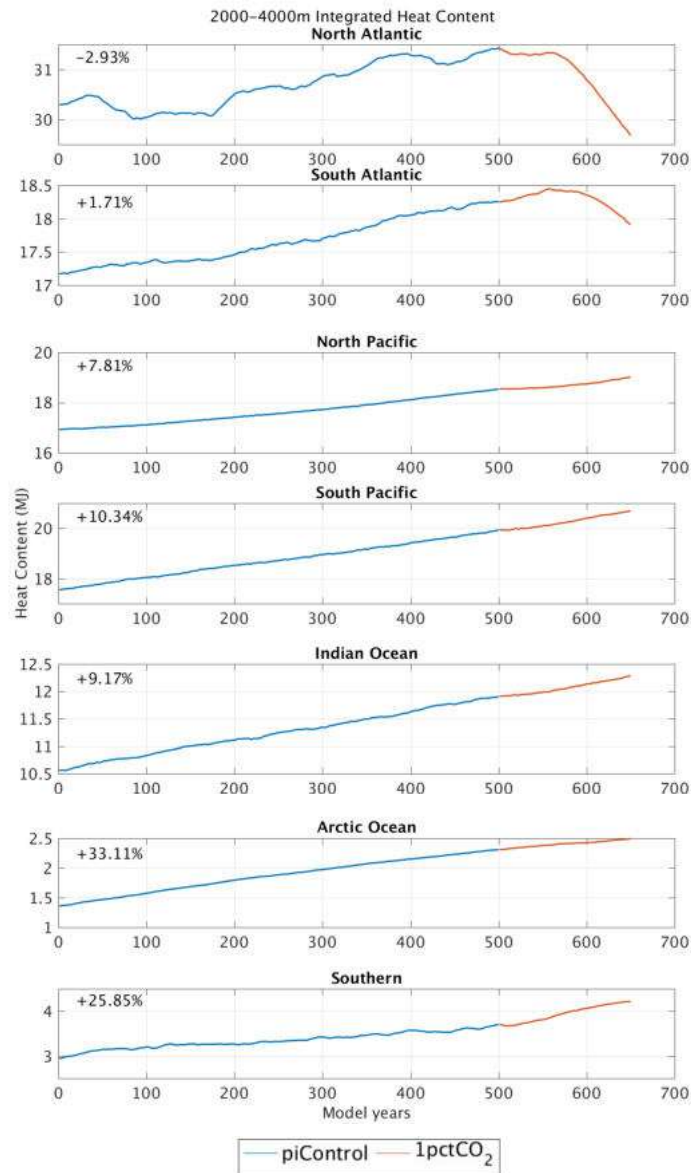 2000-4000m Integrated Heat Content
North Atlantic
-2.93%
31
30
0 100 200 300 400 500 600 700
South Atlantic
18.5
+1.71%
18
17.5
17
0 100 200 300 400 500 600 700
North Pacific
20
+7.81%
18
16
0 100 200 300 400 500 600 700
South Pacific
+10.34%
20
18
0 100 200 300 400 500 600 700
Heat Content (MJ)
Indian Ocean
12.5
+9.17%
12
11.5
11
10.5
0 100 200 300 400 500 600 700
Arctic Ocean
2.5
+33.11%
2
1.5
1
0 100 200 300 400 500 600 700
Southern
+25.85%
4
3
0 100 200 300 400 500 600 700
Model years
piControl 1pctCO₂